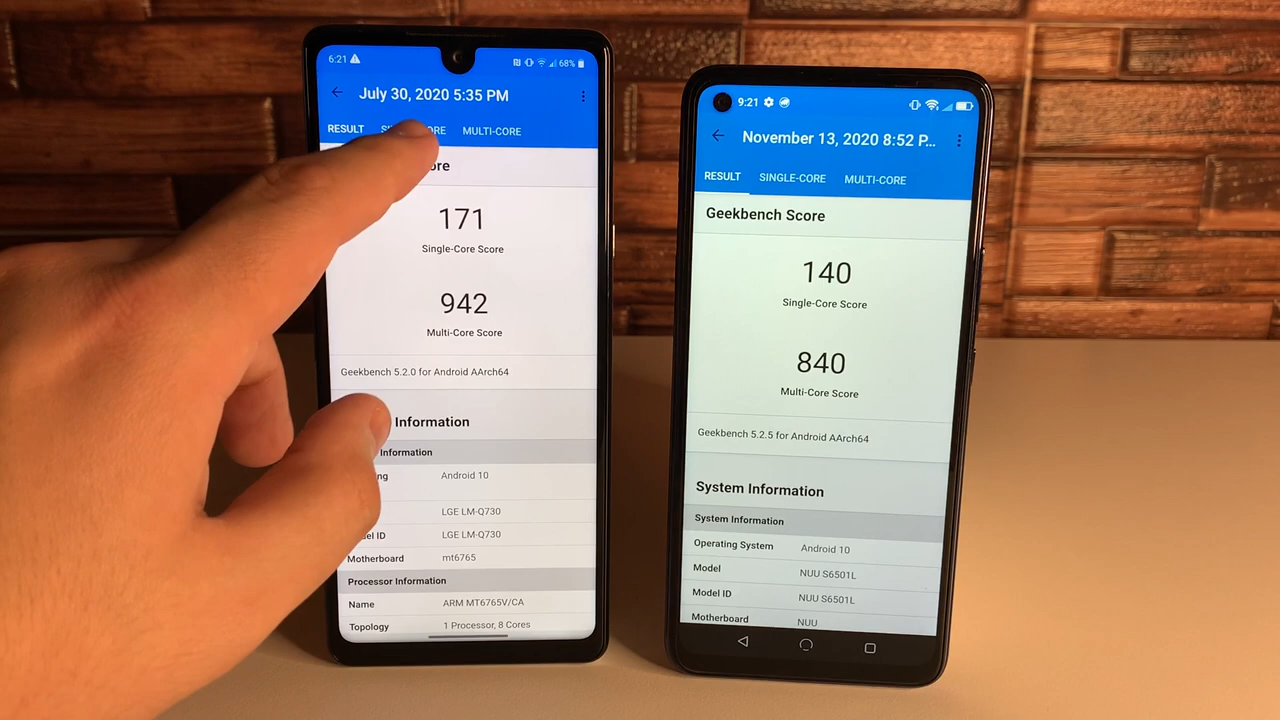 6:21
68%
July 30, 2020 5:35 PM
RESULT
MULTI-CORE
171
Single-Core Score
942
Multi-Core Score
Geekbench 5.2.0 for Android AArch64
Information
Information
Android 10
LGE LM-Q730
LGE LM-Q730
Motherboard mt6765
Processor Information
Name ARM MT6765V/CA
Topology 1 Processor, 8 Cores
9:21
November 13, 2020 8:52 P...
RESULT SINGLE-CORE MULTI-CORE
Geekbench Score
140
Single-Core Score
840
Multi-Core Score
Geekbench 5.2.5 for Android AArch64
System Information
System Information
Operating System Android 10
Model NUU S6501L
Model ID NUU S6501L
Motherboard NUU